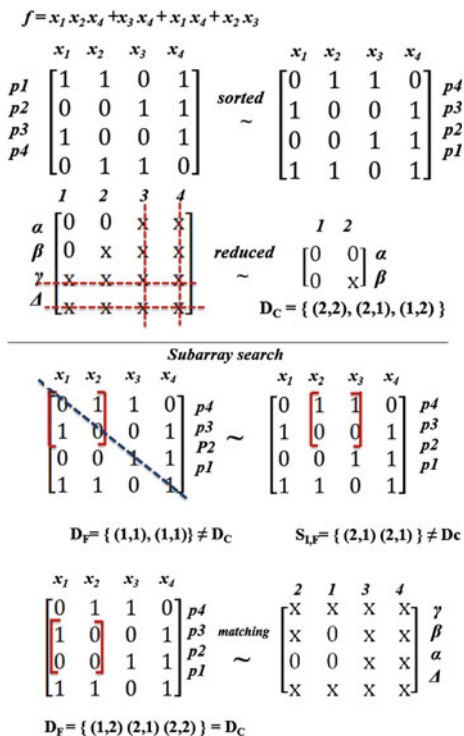 f = x1 x2 x4 +x3 x4 + x1 x4 + x2 x3
x1 x2 x3 x4
p1 1 1 0 1
p2 0 0 1 1
p3 1 0 0 1
p4 0 1 1 0
sorted
~
x1 x2 x3 x4
0 1 1 0 p4
1 0 0 1 p3
0 0 1 1 p2
1 1 0 1 p1
1 2 3 4
α 0 0 x x
β 0 x x x
γ x x x x
Δ x x x x
reduced
~
1 2
0 0 α
0 x β
DC = { (2,2), (2,1), (1,2) }
Subarray search
x1 x2 x3 x4
0 1 1 0 p4
1 0 0 1 p3
0 0 1 1 P2
1 1 0 1 p1
~
x1 x2 x3 x4
0 1 1 0 p4
1 0 0 1 p3
0 0 1 1 p2
1 1 0 1 p1
DF= { (1,1), (1,1)} ≠ DC
SI,F= { (2,1) (2,1) } ≠ Dc
x1 x2 x3 x4
0 1 1 0 p4
1 0 0 1 p3
0 0 1 1 p2
1 1 0 1 p1
matching
~
2 1 3 4
x x x x γ
x 0 x x β
0 0 x x α
x x x x Δ
DF= { (1,2) (2,1) (2,2) } = DC